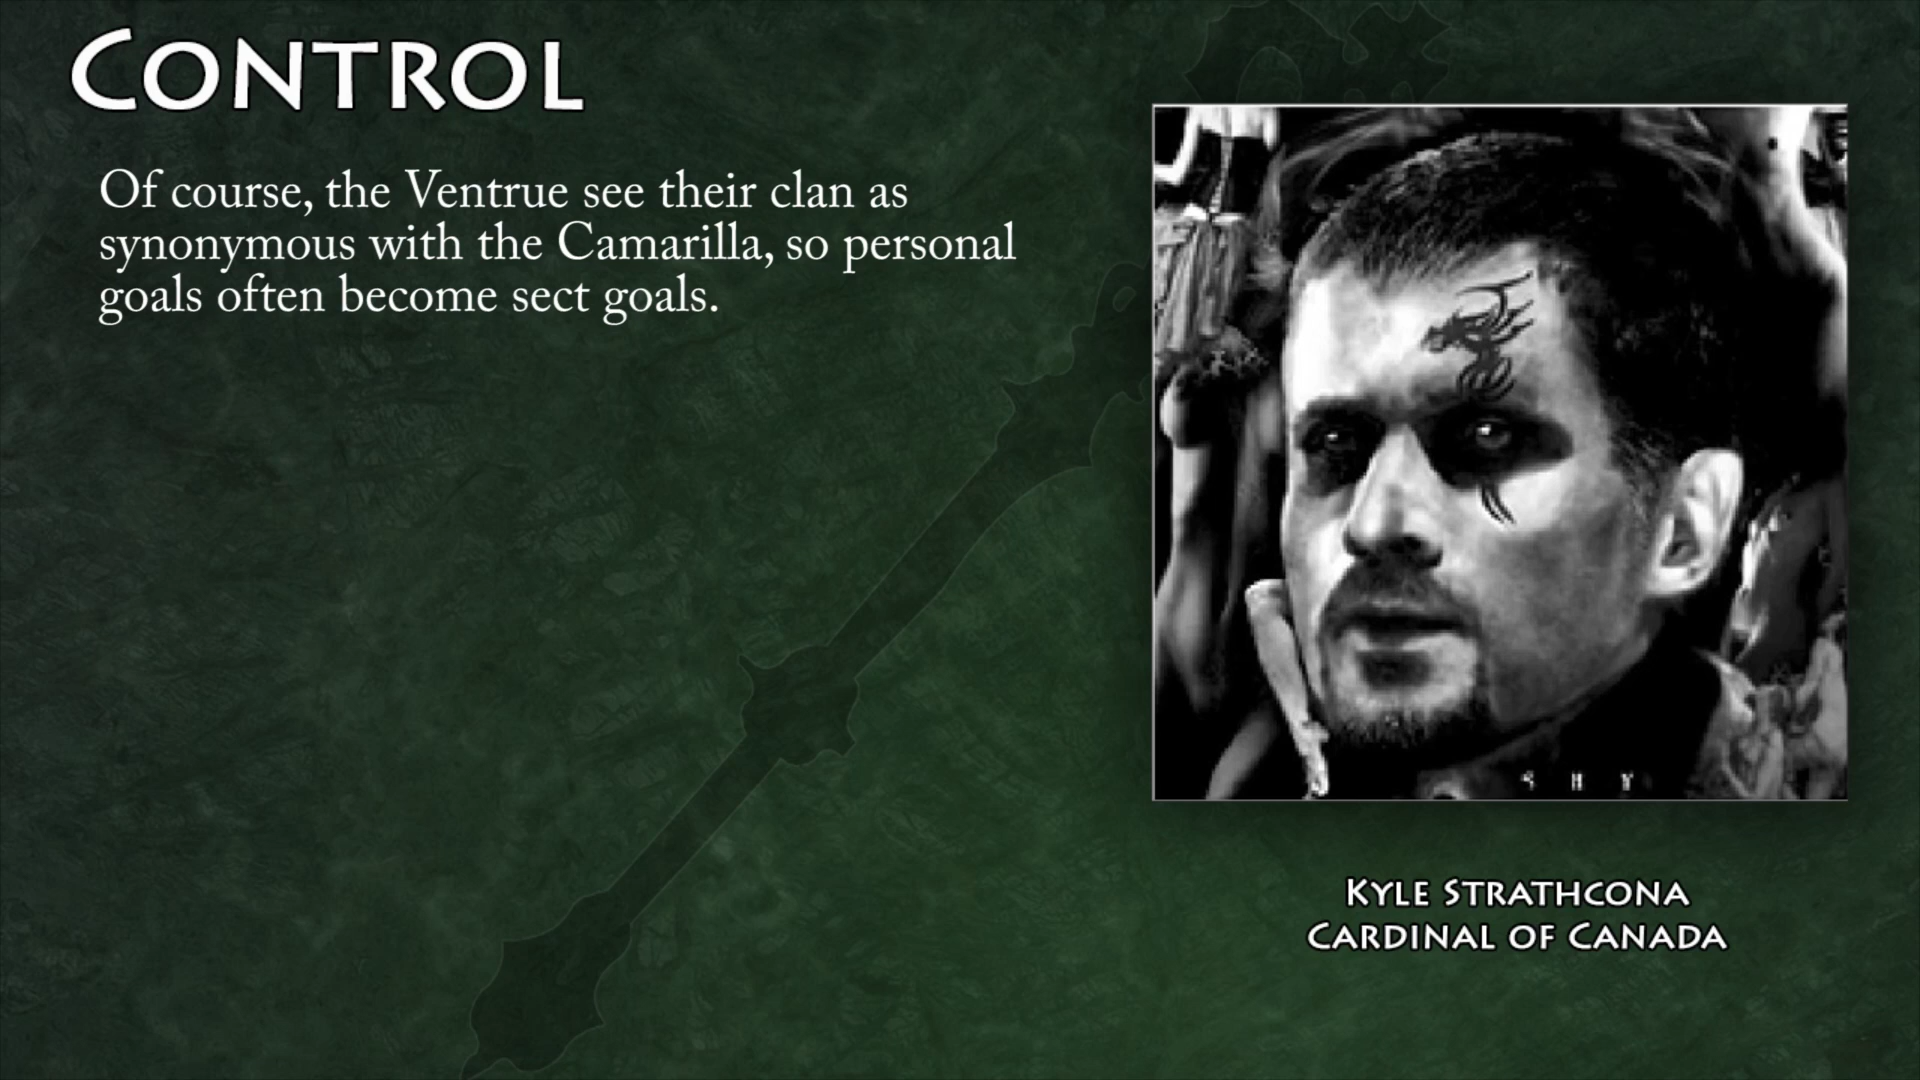 CONTROL
Of course, the Ventrue see their clan as
synonymous with the Camarilla, so personal
goals often become sect goals.
SHY
KYLE STRATHCONA
CARDINAL OF CANADA